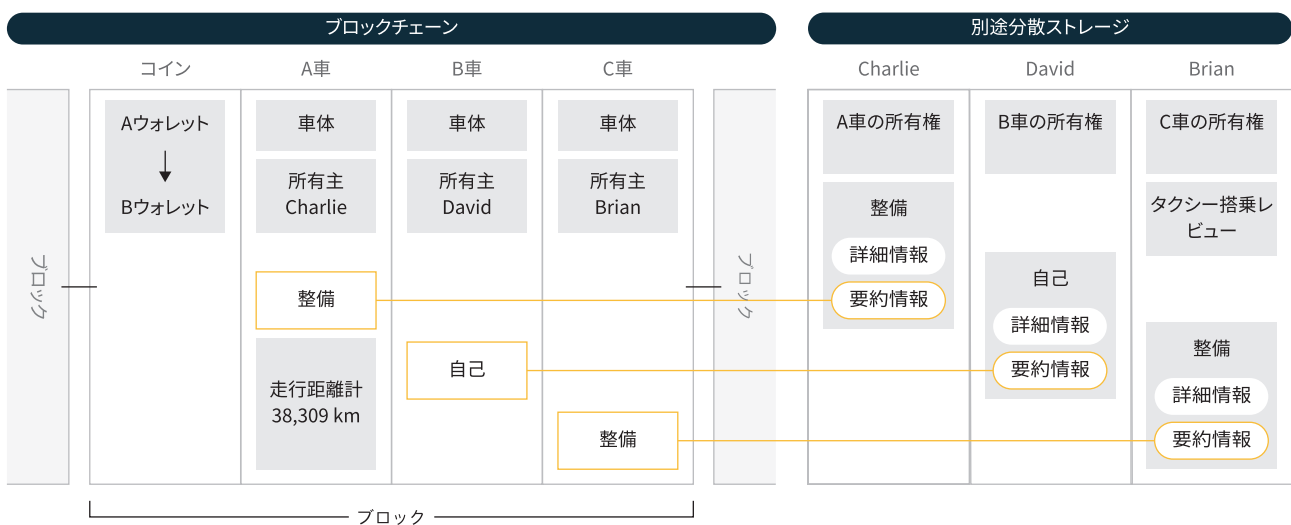 ブロックチェーン
別途分散ストレージ
コイン
A車
B車
C車
Charlie
David
Brian
ブロック
Aウォレット
Bウォレット
車体
所有主
Charlie
整備
走行距離計
38,309 km
車体
所有主
David
自己
車体
所有主
Brian
整備
ブロック
A車の所有権
整備
詳細情報
要約情報
B車の所有権
自己
詳細情報
要約情報
C車の所有権
タクシー搭乗レ
ビュー
整備
詳細情報
要約情報
ブロック